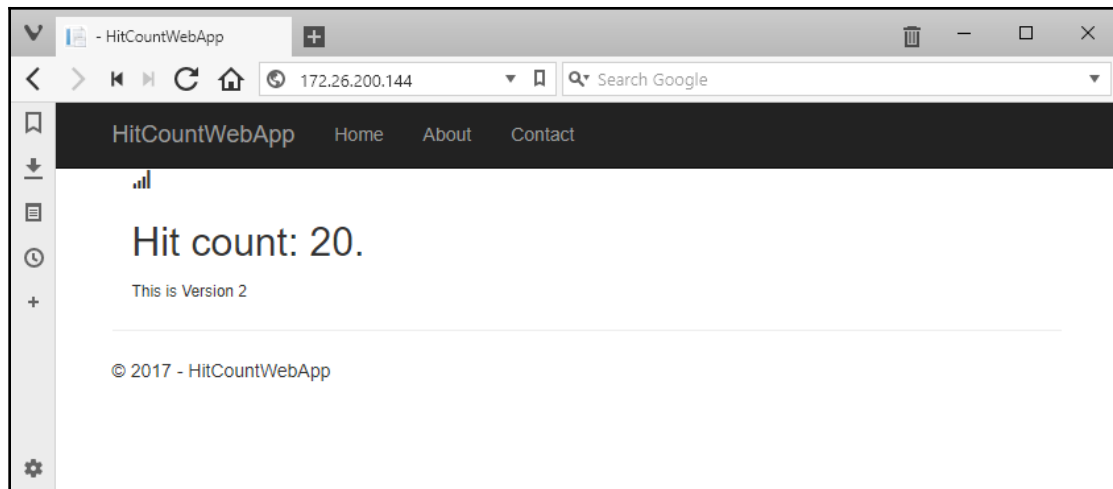 - HitCountWebApp
172.26.200.144 Search Google
HitCountWebApp Home About Contact
Hit count: 20.
This is Version 2
© 2017 - HitCountWebApp